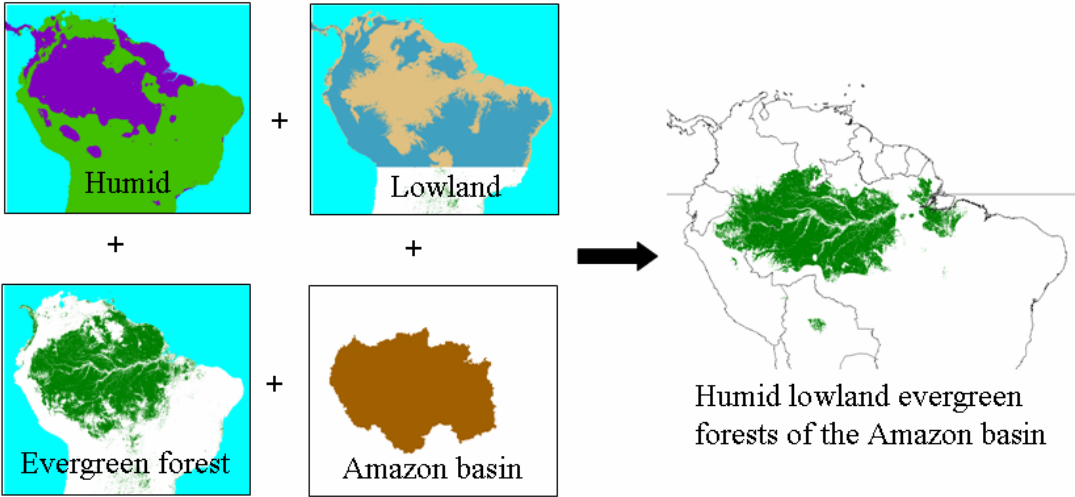 Humid
+
Lowland
+
+
Evergreen forest
+
Amazon basin
Humid lowland evergreen
forests of the Amazon basin